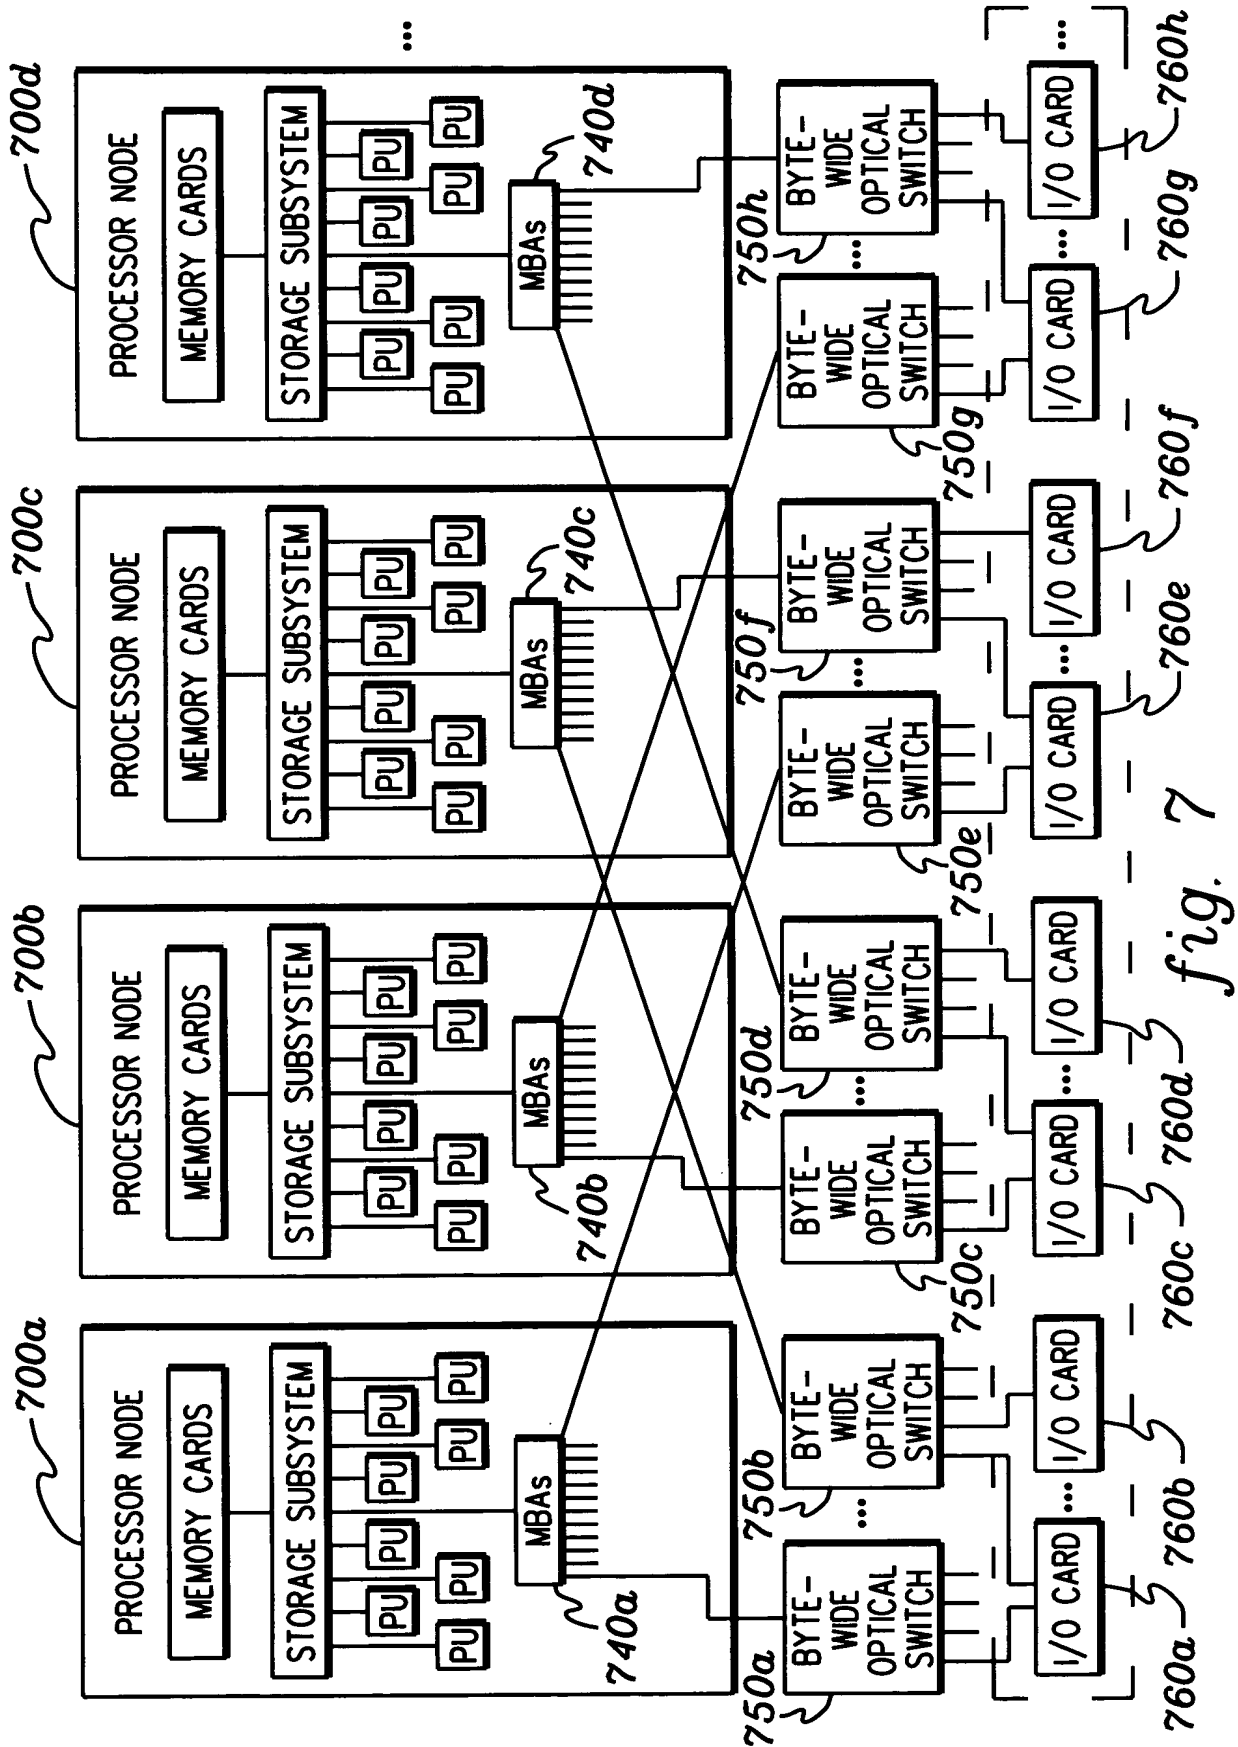 700a
700b
700c
700d
PROCESSOR NODE
MEMORY CARDS
STORAGE SUBSYSTEM
PU
PU
PU
PU
PU
PU
PU
PU
MBAs
740a
PROCESSOR NODE
MEMORY CARDS
STORAGE SUBSYSTEM
PU
PU
PU
PU
PU
PU
PU
PU
MBAs
740b
PROCESSOR NODE
MEMORY CARDS
STORAGE SUBSYSTEM
PU
PU
PU
PU
PU
PU
PU
PU
MBAs
740c
PROCESSOR NODE
MEMORY CARDS
STORAGE SUBSYSTEM
PU
PU
PU
PU
PU
PU
PU
PU
MBAs
740d
...
750a
BYTE-
WIDE
OPTICAL
SWITCH
...
750b
BYTE-
WIDE
OPTICAL
SWITCH
750c
BYTE-
WIDE
OPTICAL
SWITCH
...
750d
BYTE-
WIDE
OPTICAL
SWITCH
750e
BYTE-
WIDE
OPTICAL
SWITCH
...
750f
BYTE-
WIDE
OPTICAL
SWITCH
750g
BYTE-
WIDE
OPTICAL
SWITCH
...
750h
BYTE-
WIDE
OPTICAL
SWITCH
I/O CARD
...
I/O CARD
I/O CARD
...
I/O CARD
I/O CARD
...
I/O CARD
I/O CARD
...
I/O CARD
...
760a
760b
760c
760d
760e
760f
760g
760h
fig. 7